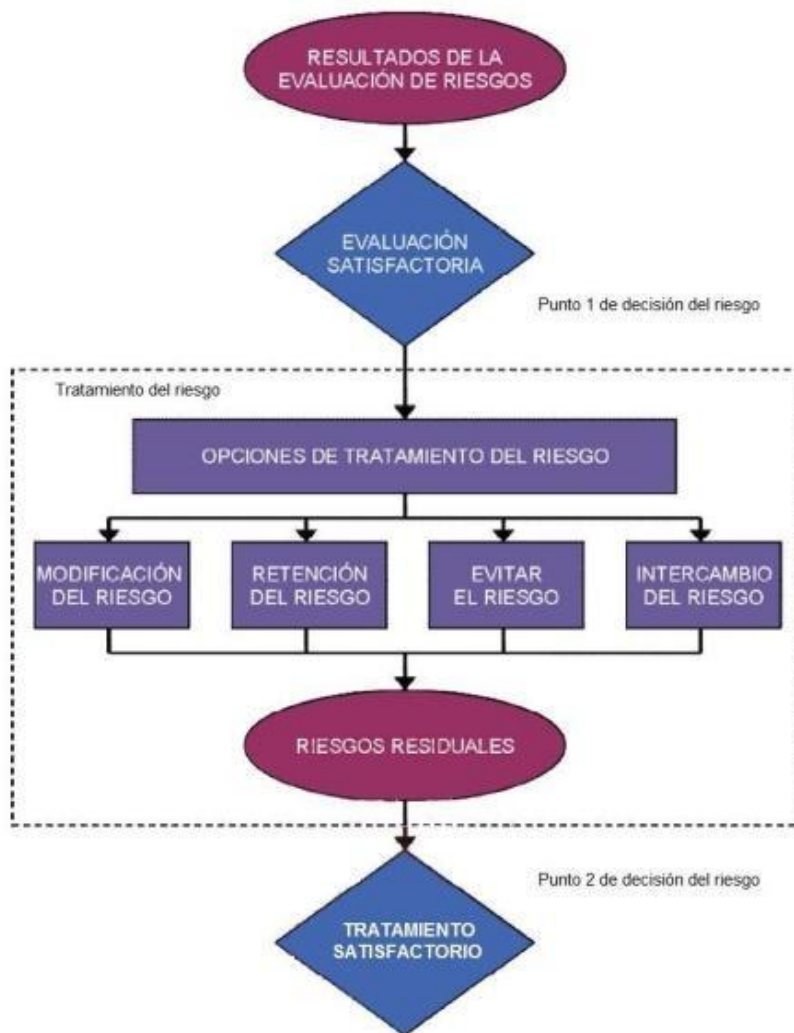 RESULTADOS DE LA
EVALUACIÓN DE RIESGOS
EVALUACIÓN
SATISFACTORIA
Punto 1 de decisión del riesgo
Tratamiento del riesgo
OPCIONES DE TRATAMIENTO DEL RIESGO
MODIFICACIÓN
DEL RIESGO
RETENCIÓN
DEL RIESGO
EVITAR
EL RIESGO
INTERCAMBIO
DEL RIESGO
RIESGOS RESIDUALES
Punto 2 de decisión del riesgo
TRATAMIENTO
SATISFACTORIO